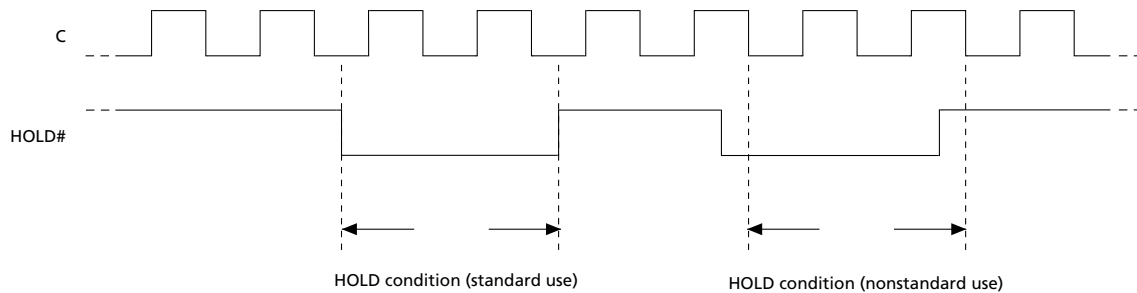 C
HOLD#
HOLD condition (standard use)
HOLD condition (nonstandard use)